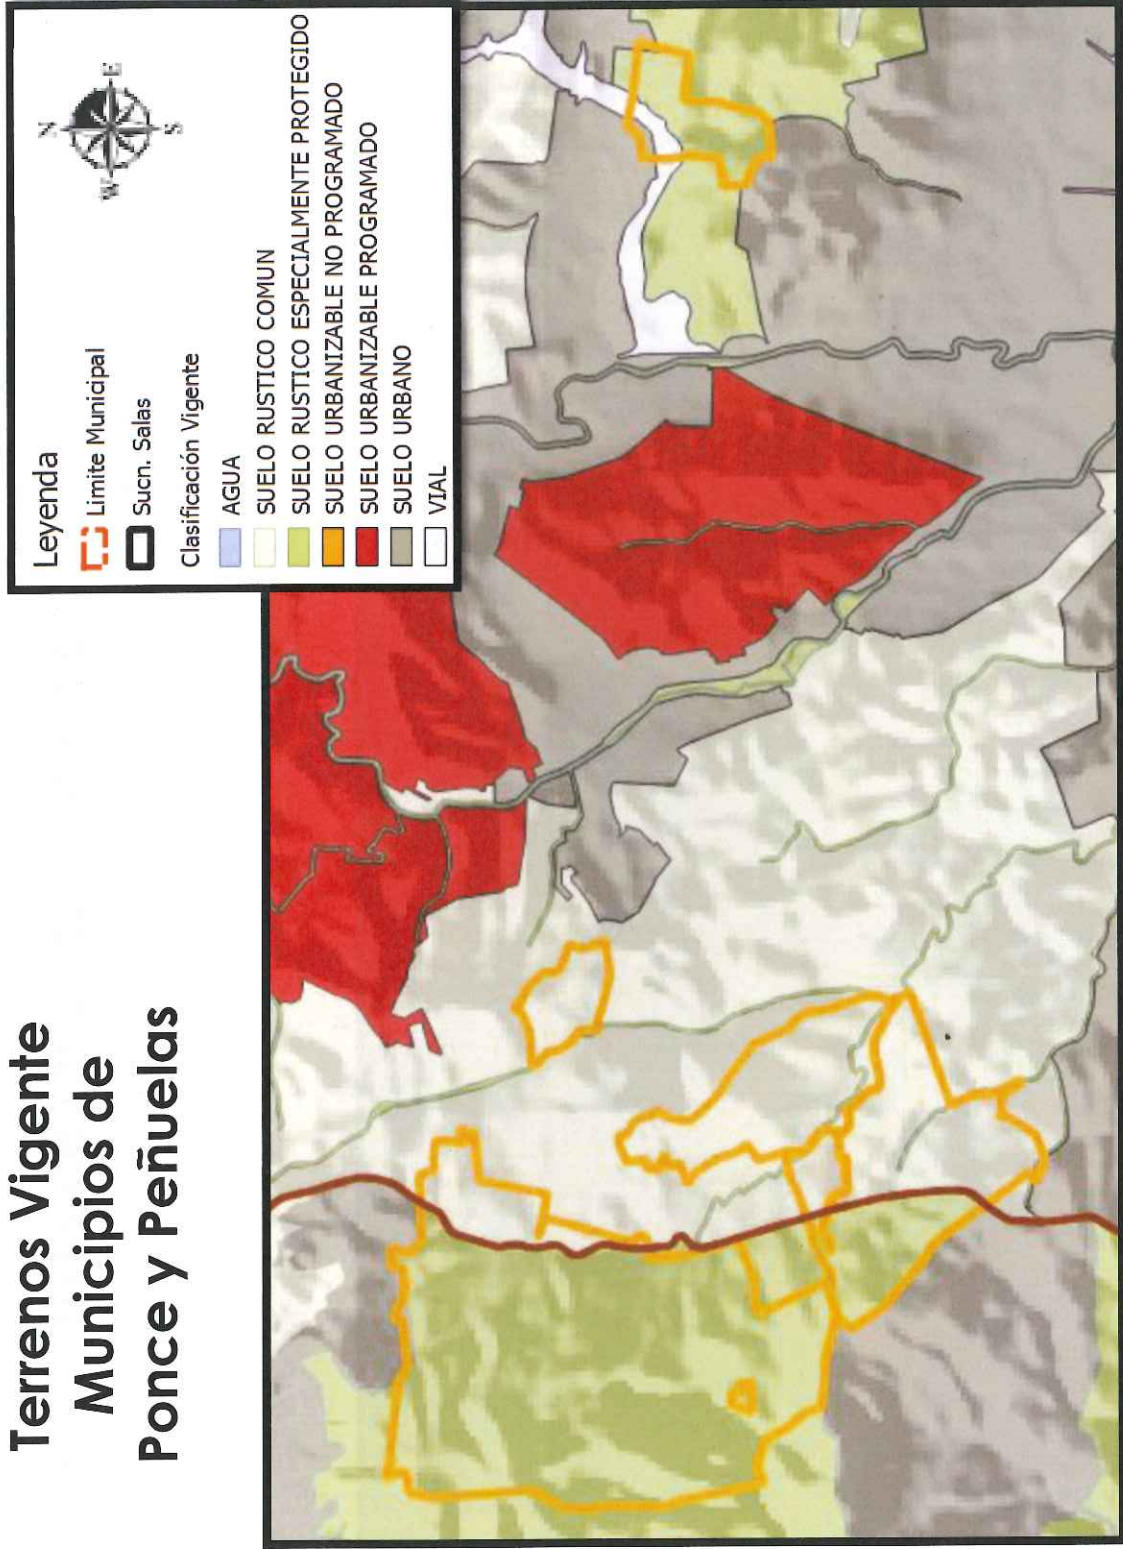 Terrenos Vigente
Municipios de
Ponce y Peñuelas
Leyenda
Limite Municipal
Sucn. Salas
Clasificación Vigente
AGUA
SUELO RUSTICO COMUN
SUELO RUSTICO ESPECIALMENTE PROTEGIDO
SUELO URBANIZABLE NO PROGRAMADO
SUELO URBANIZABLE PROGRAMADO
SUELO URBANO
VIAL
N
W
E
S